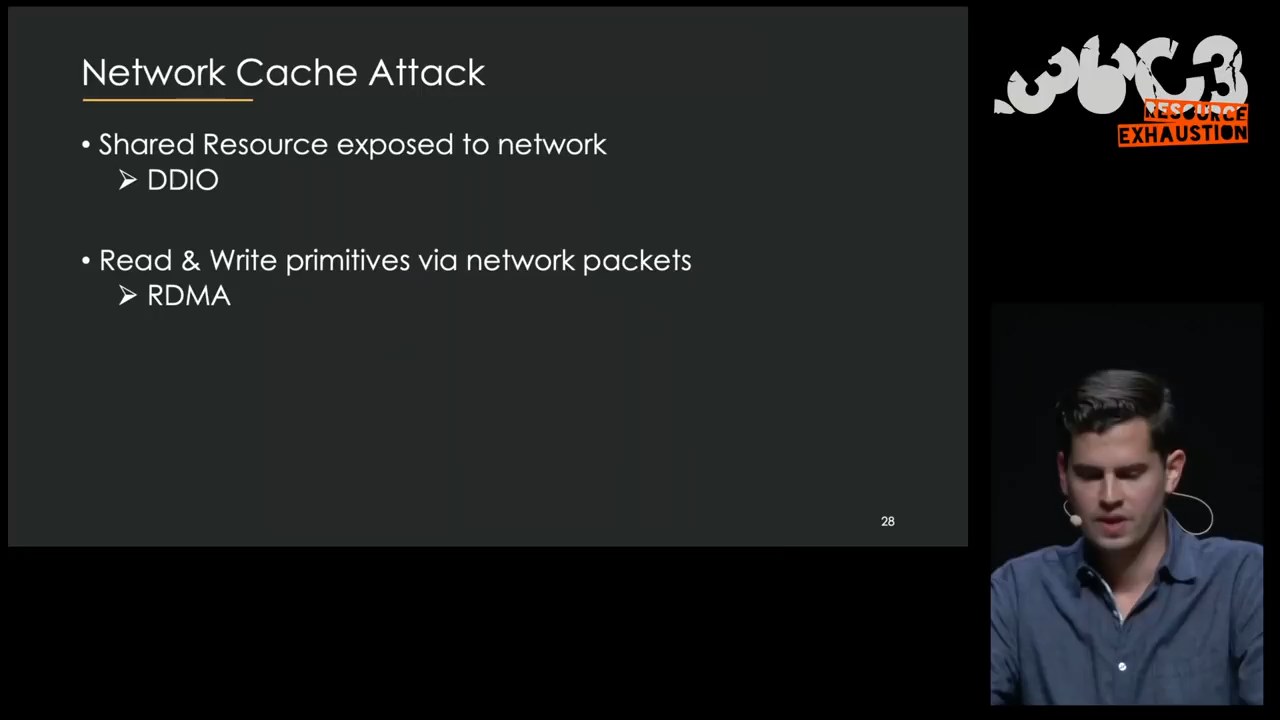 Network Cache Attack
• Shared Resource exposed to network
➢ DDIO
• Read & Write primitives via network packets
➢ RDMA
28
36C3
RESOURCE
EXHAUSTION